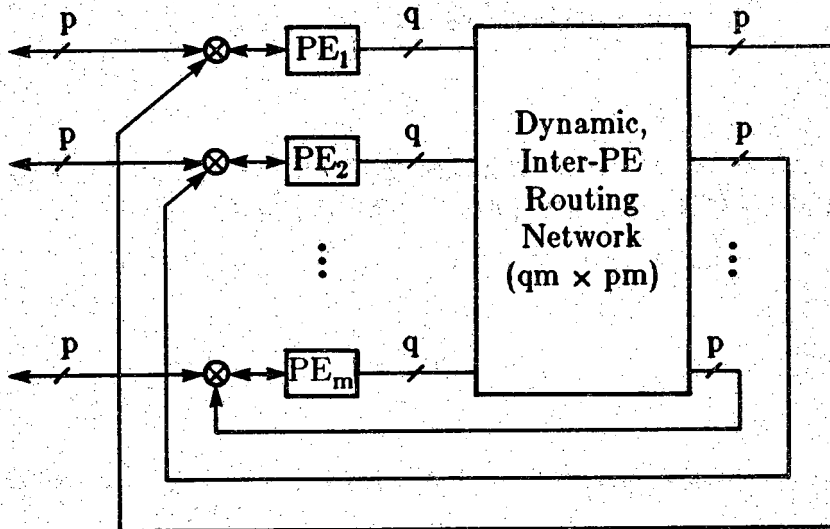 p q p
PE₁
p q p
PE₂
Dynamic,
Inter-PE
Routing
Network
(qm × pm)
p q p
PEₘ